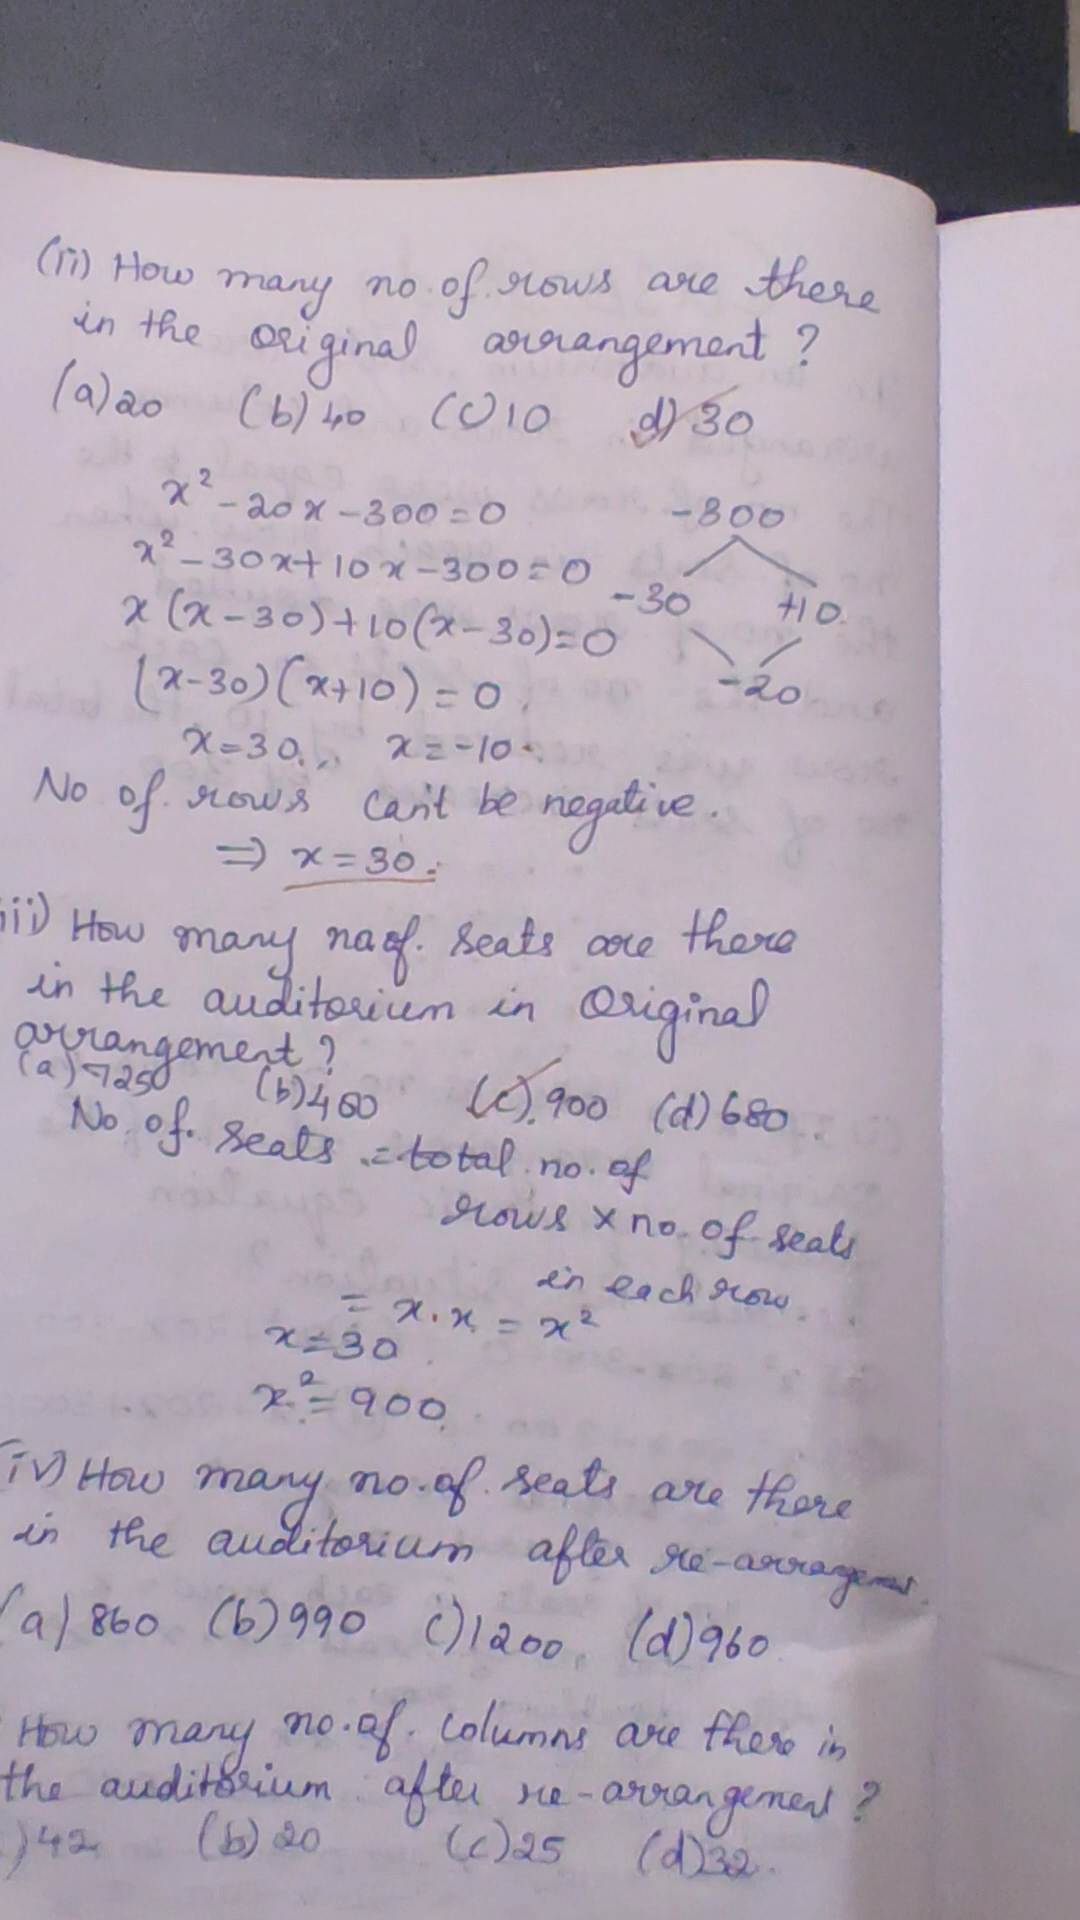 (ii) How many no. of. rows are there
in the original arrangement ?
(a) 20 (b) 40 (c) 10 d) 30
x² - 20x - 300 = 0
-300
x² - 30x + 10x - 300 = 0
-30 +10
x (x - 30) + 10 (x - 30) = 0
(x - 30) (x + 10) = 0
-20
x = 30, x = -10.
No of. rows can't be negative.
⇒ x = 30.
iii) How many no of. seats are there
in the auditorium in original
arrangement ?
(a) 725 (b) 460 (c) 900 (d) 680
No. of. seats = total no. of
rows x no. of seats
in each row
= x . x = x²
x = 30
x² = 900
(iv) How many no. of. seats are there
in the auditorium after re-arrangement
(a) 860 (b) 990 c) 1200 (d) 960
How many no. of. columns are there in
the auditorium after re-arrangement ?
) 42 (b) 20 (c) 25 (d) 32.